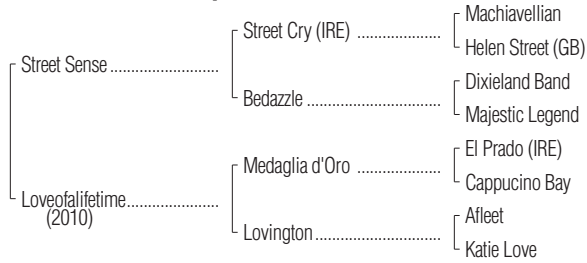 Machiavellian
Street Cry (IRE) ..................
Helen Street (GB)
Street Sense ........................
Dixieland Band
Bedazzle .............................
Majestic Legend
El Prado (IRE)
Medaglia d'Oro ..................
Cappucino Bay
Loveofalifetime....................
(2010)
Afleet
Lovington...........................
Katie Love